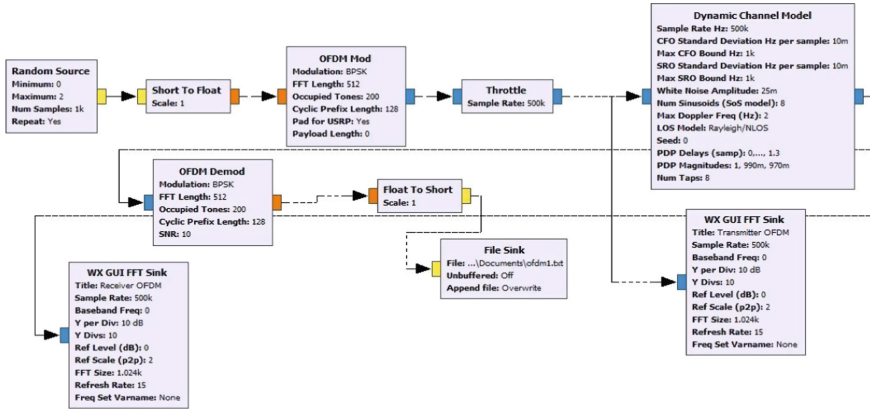 Random Source
Minimum: 0
Maximum: 2
Num Samples: 1k
Repeat: Yes
Short To Float
Scale: 1
OFDM Mod
Modulation: BPSK
FFT Length: 512
Occupied Tones: 200
Cyclic Prefix Length: 128
Pad for USRP: Yes
Payload Length: 0
Throttle
Sample Rate: 500k
Dynamic Channel Model
Sample Rate Hz: 500k
CFO Standard Deviation Hz per sample: 10m
Max CFO Bound Hz: 1k
SRO Standard Deviation Hz per sample: 10m
Max SRO Bound Hz: 1k
White Noise Amplitude: 25m
Num Sinusoids (SoS model): 8
Max Doppler Freq (Hz): 2
LOS Model: Rayleigh/NLOS
Seed: 0
PDP Delays (samp): 0,..., 1.3
PDP Magnitudes: 1, 990m, 970m
Num Taps: 8
OFDM Demod
Modulation: BPSK
FFT Length: 512
Occupied Tones: 200
Cyclic Prefix Length: 128
SNR: 10
Float To Short
Scale: 1
File Sink
File: ...\Documents\ofdm1.txt
Unbuffered: Off
Append file: Overwrite
WX GUI FFT Sink
Title: Transmitter OFDM
Sample Rate: 500k
Baseband Freq: 0
Y per Div: 10 dB
Y Divs: 10
Ref Level (dB): 0
Ref Scale (p2p): 2
FFT Size: 1.024k
Refresh Rate: 15
Freq Set Varname: None
WX GUI FFT Sink
Title: Receiver OFDM
Sample Rate: 500k
Baseband Freq: 0
Y per Div: 10 dB
Y Divs: 10
Ref Level (dB): 0
Ref Scale (p2p): 2
FFT Size: 1.024k
Refresh Rate: 15
Freq Set Varname: None